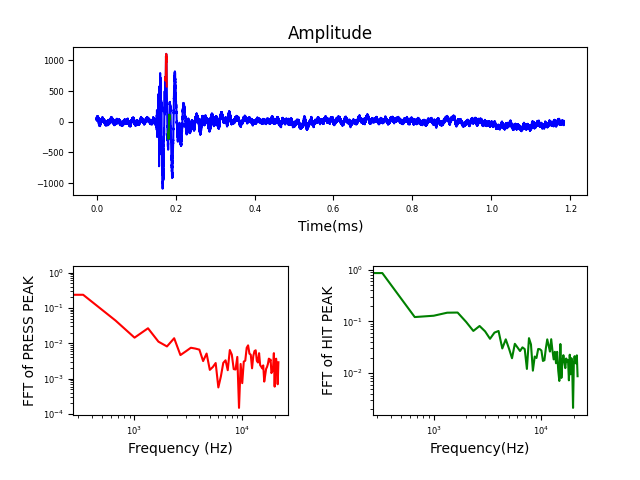 Amplitude
1000
500
0
−500
−1000
0.0 0.2 0.4 0.6 0.8 1.0 1.2
Time(ms)
FFT of PRESS PEAK
10⁰
10⁻¹
10⁻²
10⁻³
10⁻⁴
10³ 10⁴
Frequency (Hz)
FFT of HIT PEAK
10⁰
10⁻¹
10⁻²
10³ 10⁴
Frequency(Hz)